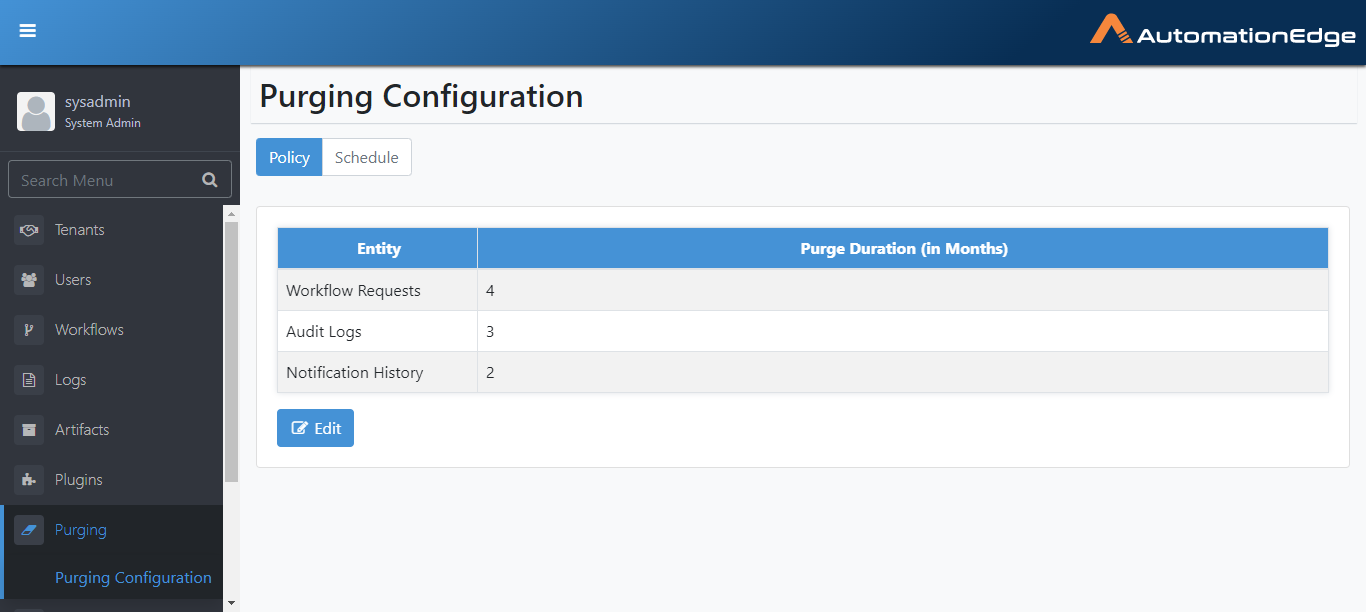 AutomationEdge
sysadmin
System Admin
Search Menu
Tenants
Users
Workflows
Logs
Artifacts
Plugins
Purging
Purging Configuration
Purging Configuration
Policy Schedule
Entity Purge Duration (in Months)
Workflow Requests 4
Audit Logs 3
Notification History 2
Edit